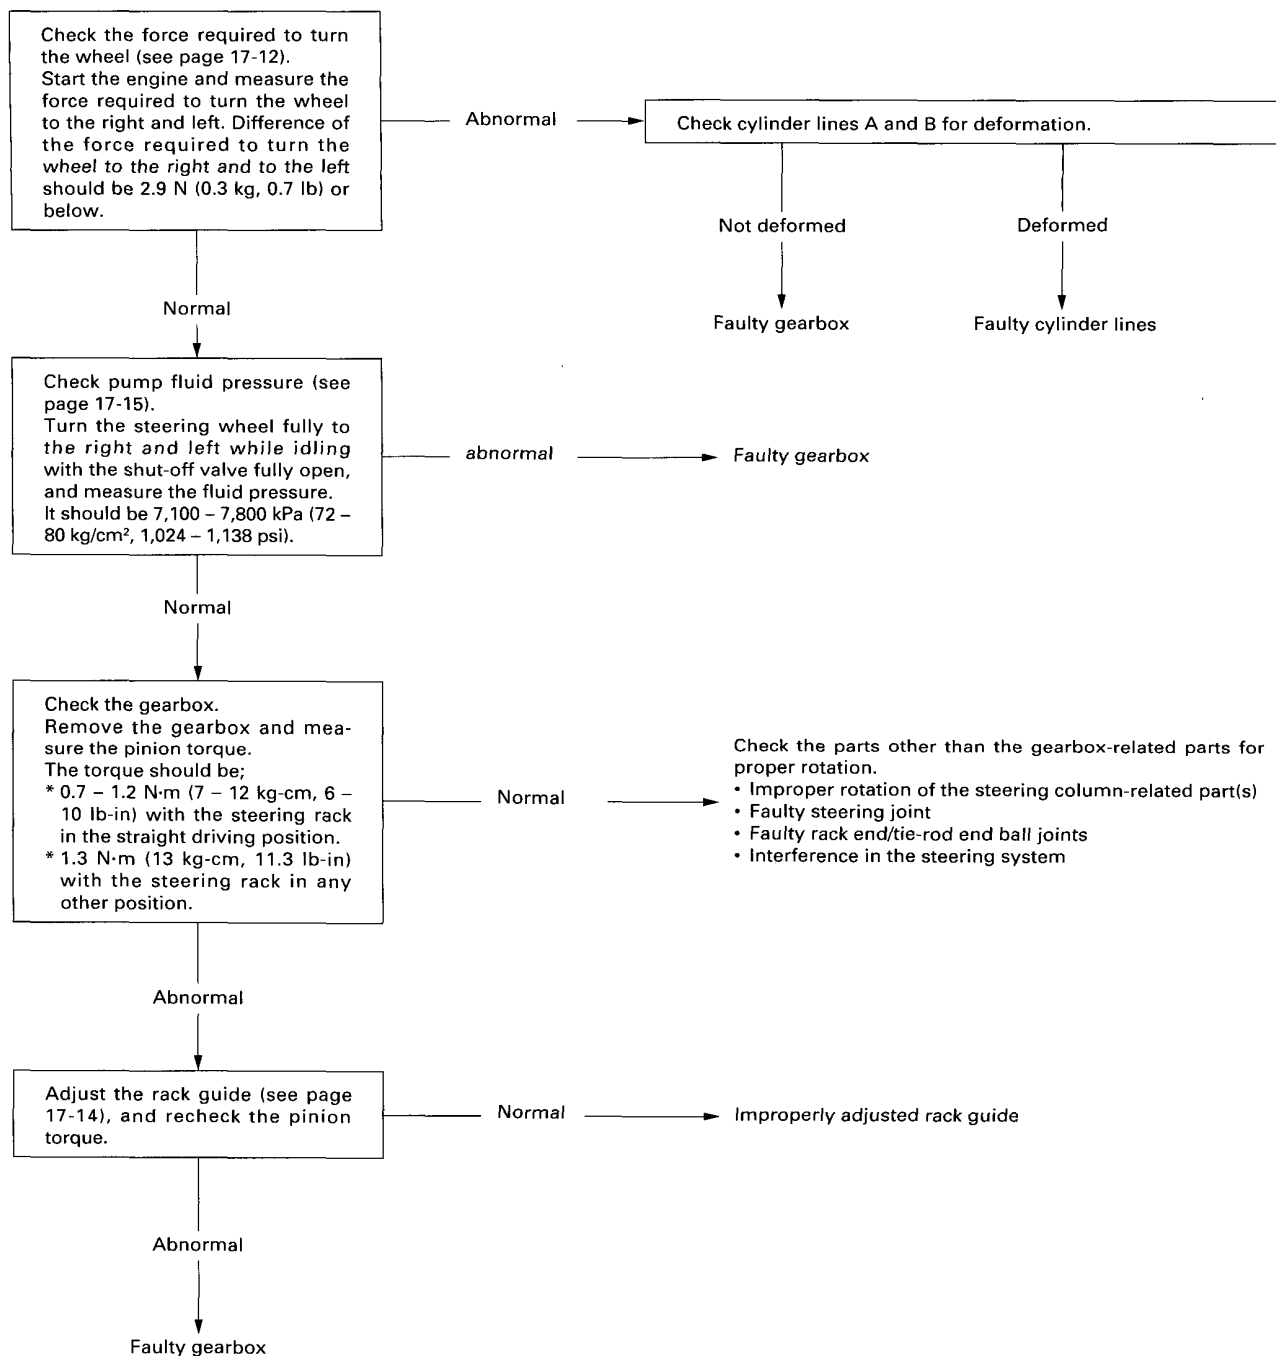 Check the force required to turn
the wheel (see page 17-12).
Start the engine and measure the
force required to turn the wheel
to the right and left. Difference of
the force required to turn the
wheel to the right and to the left
should be 2.9 N (0.3 kg, 0.7 lb) or
below.
Abnormal
Check cylinder lines A and B for deformation.
Not deformed
Deformed
Faulty gearbox
Faulty cylinder lines
Normal
Check pump fluid pressure (see
page 17-15).
Turn the steering wheel fully to
the right and left while idling
with the shut-off valve fully open,
and measure the fluid pressure.
It should be 7,100 – 7,800 kPa (72 –
80 kg/cm², 1,024 – 1,138 psi).
abnormal
Faulty gearbox
Normal
Check the gearbox.
Remove the gearbox and mea-
sure the pinion torque.
The torque should be;
* 0.7 – 1.2 N·m (7 – 12 kg-cm, 6 –
10 lb-in) with the steering rack
in the straight driving position.
* 1.3 N·m (13 kg-cm, 11.3 lb-in)
with the steering rack in any
other position.
Normal
Check the parts other than the gearbox-related parts for
proper rotation.
• Improper rotation of the steering column-related part(s)
• Faulty steering joint
• Faulty rack end/tie-rod end ball joints
• Interference in the steering system
Abnormal
Adjust the rack guide (see page
17-14), and recheck the pinion
torque.
Normal
Improperly adjusted rack guide
Abnormal
Faulty gearbox